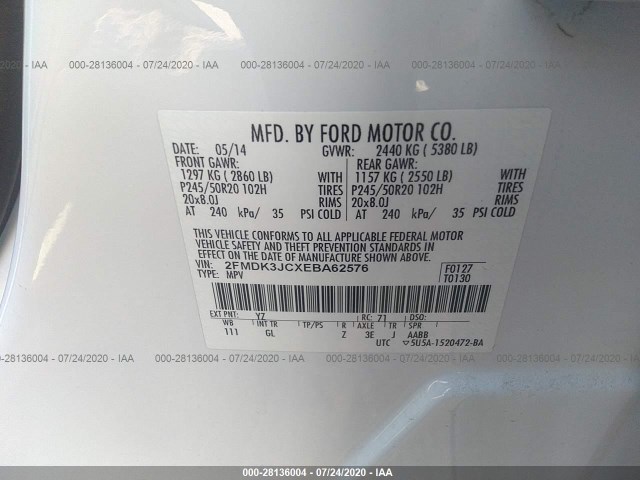 000-28136004 - 07/24/2020 - IAA
MFD. BY FORD MOTOR CO.
DATE: 05/14 GVWR: 2440 KG ( 5380 LB)
FRONT GAWR: REAR GAWR:
1297 KG ( 2860 LB) WITH 1157 KG ( 2550 LB) WITH
P245/50R20 102H TIRES P245/50R20 102H TIRES
20x8.0J RIMS 20x8.0J RIMS
AT 240 kPa/ 35 PSI COLD AT 240 kPa/ 35 PSI COLD
THIS VEHICLE CONFORMS TO ALL APPLICABLE FEDERAL MOTOR
VEHICLE SAFETY AND THEFT PREVENTION STANDARDS IN
EFFECT ON THE DATE OF MANUFACTURE SHOWN ABOVE.
VIN: 2FMDK3JCXEBA62576 F0127
TYPE: MPV T0130
EXT PNT: YZ RC: 71 DSO:
WB INT TR TP/PS R AXLE TR SPR
111 GL Z 3E J AABB
UTC ▽5U5A-1520472-BA
000-28136004 - 07/24/2020 - IAA